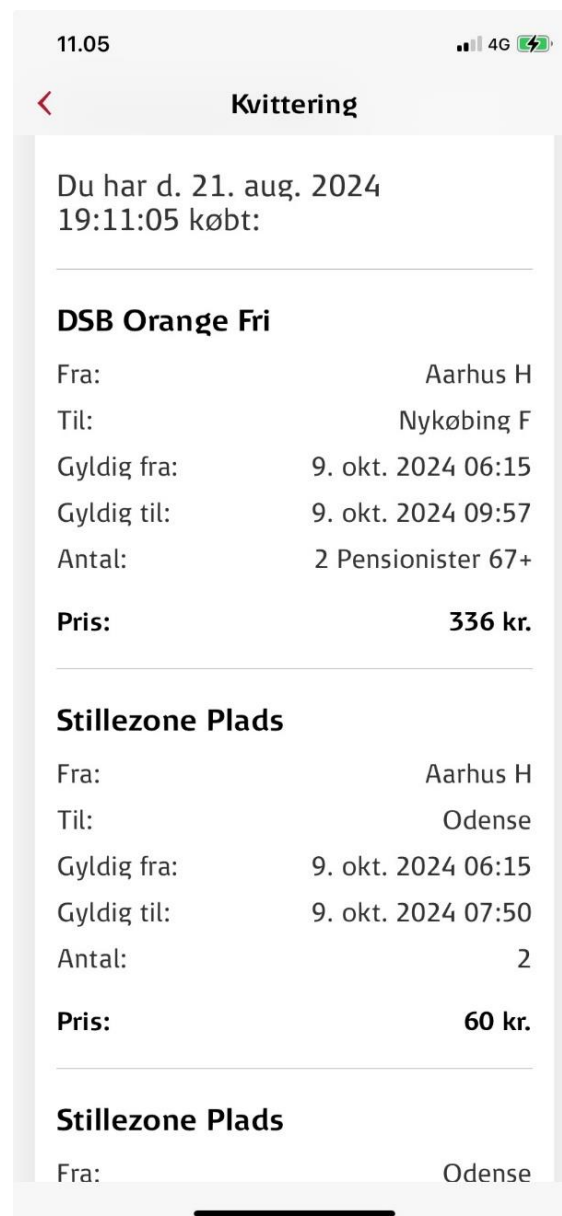 11.05 4G
Kvittering
Du har d. 21. aug. 2024
19:11:05 købt:
DSB Orange Fri
Fra: Aarhus H
Til: Nykøbing F
Gyldig fra: 9. okt. 2024 06:15
Gyldig til: 9. okt. 2024 09:57
Antal: 2 Pensionister 67+
Pris: 336 kr.
Stillezone Plads
Fra: Aarhus H
Til: Odense
Gyldig fra: 9. okt. 2024 06:15
Gyldig til: 9. okt. 2024 07:50
Antal: 2
Pris: 60 kr.
Stillezone Plads
Fra: Odense